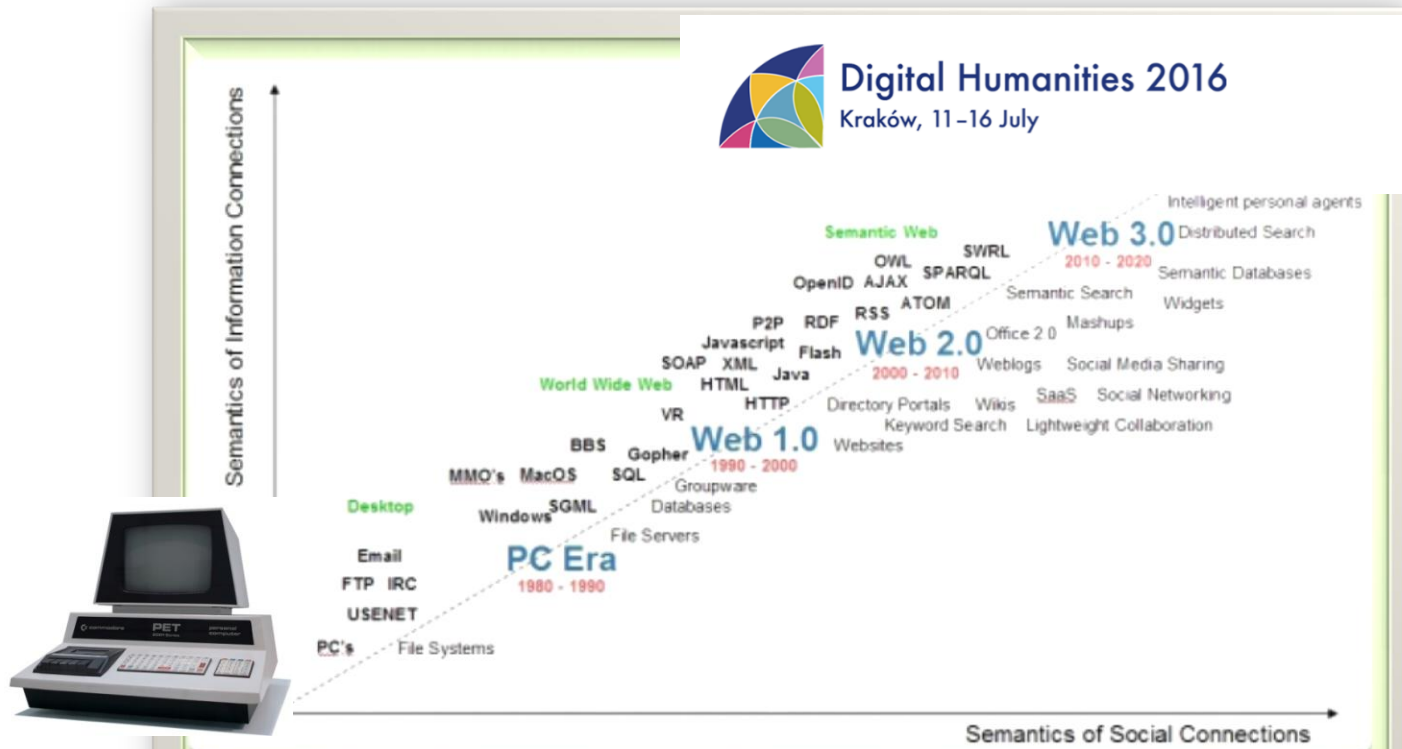 Digital Humanities 2016
Kraków, 11–16 July
Semantics of Information Connections
Intelligent personal agents
Semantic Web
Web 3.0
Distributed Search
2010 - 2020
SWRL
OWL
SPARQL
Semantic Databases
OpenID
AJAX
Semantic Search
Widgets
ATOM
RSS
P2P
RDF
Mashups
Office 2.0
Javascript
Flash
Web 2.0
2000 - 2010
SOAP
XML
Java
Weblogs
Social Media Sharing
World Wide Web
HTML
HTTP
SaaS
Social Networking
Directory Portals
Wikis
VR
Keyword Search
Lightweight Collaboration
Web 1.0
1990 - 2000
Websites
BBS
Gopher
MMO's
MacOS
SQL
Groupware
Desktop
Windows
SGML
Databases
File Servers
Email
PC Era
1980 - 1990
FTP
IRC
USENET
commodore
PET
personal
computer
PC's
File Systems
Semantics of Social Connections